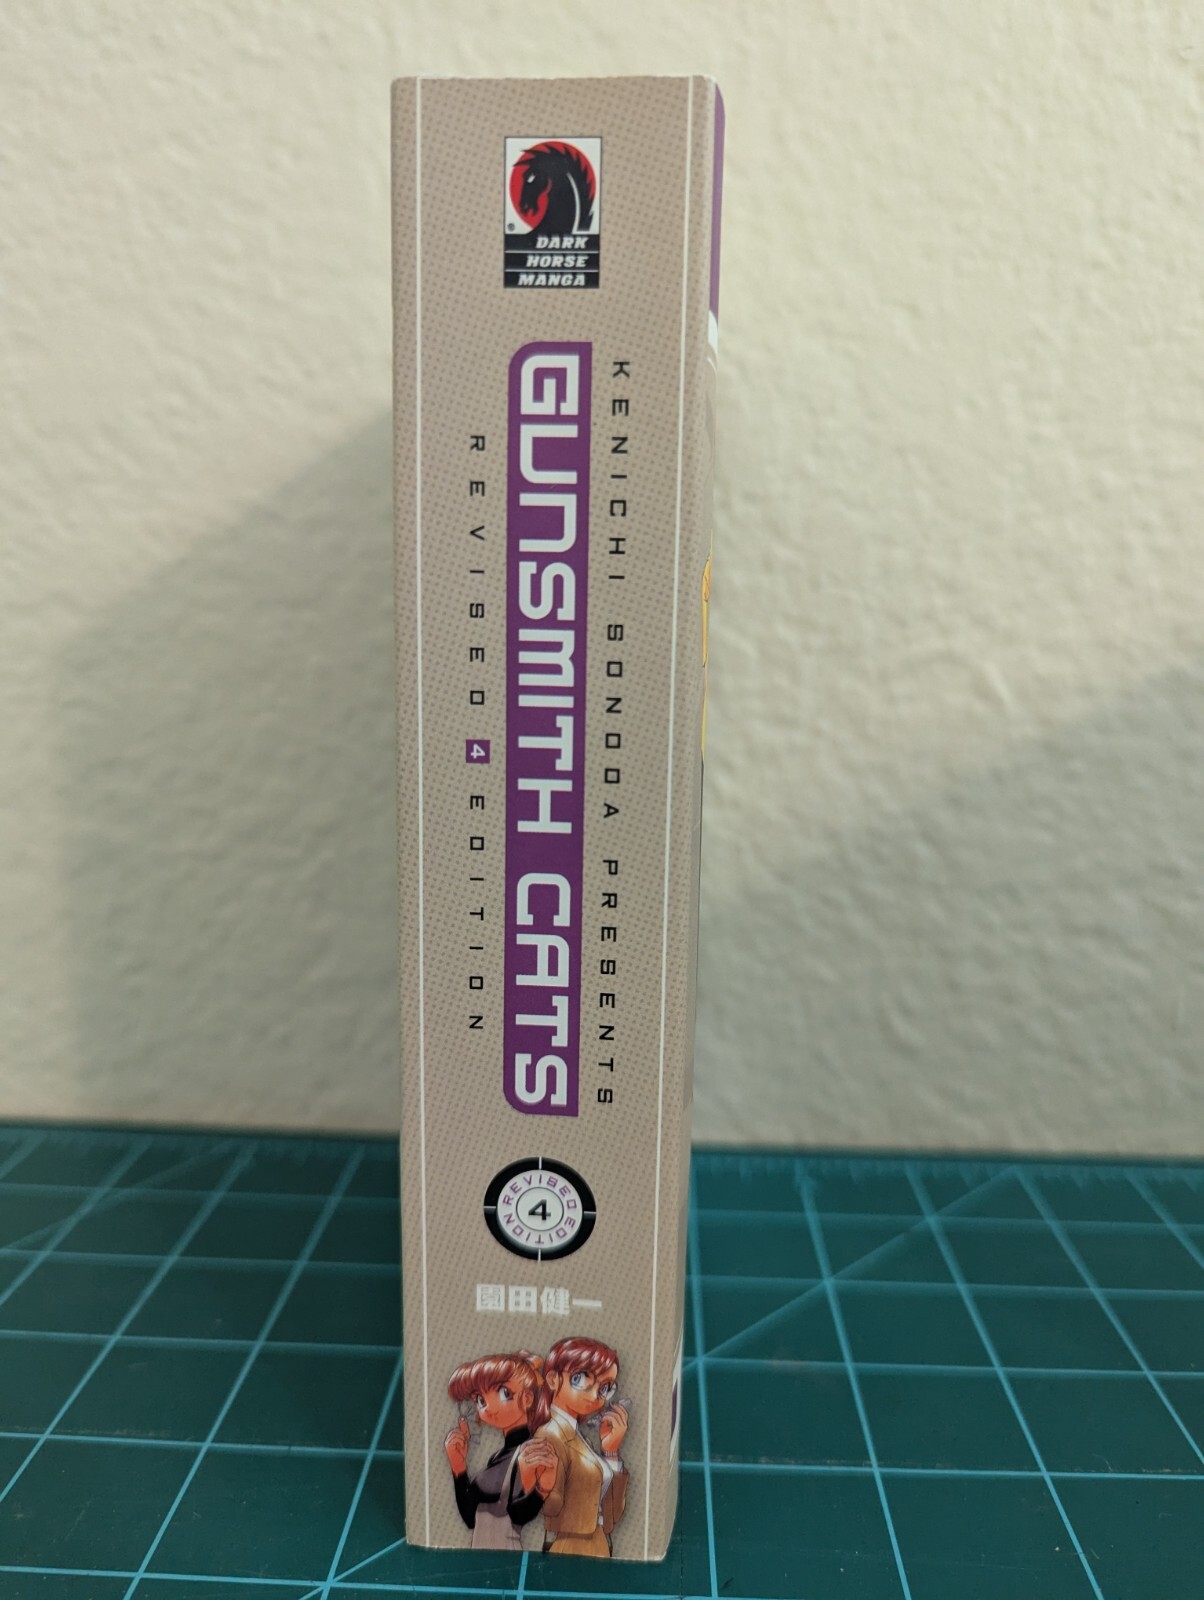 DARK
HORSE
MANGA
KENICHI SONODA PRESENTS
GUNSMITH CATS
REVISED 4 EDITION
REVISED EDITION
4
園田健一